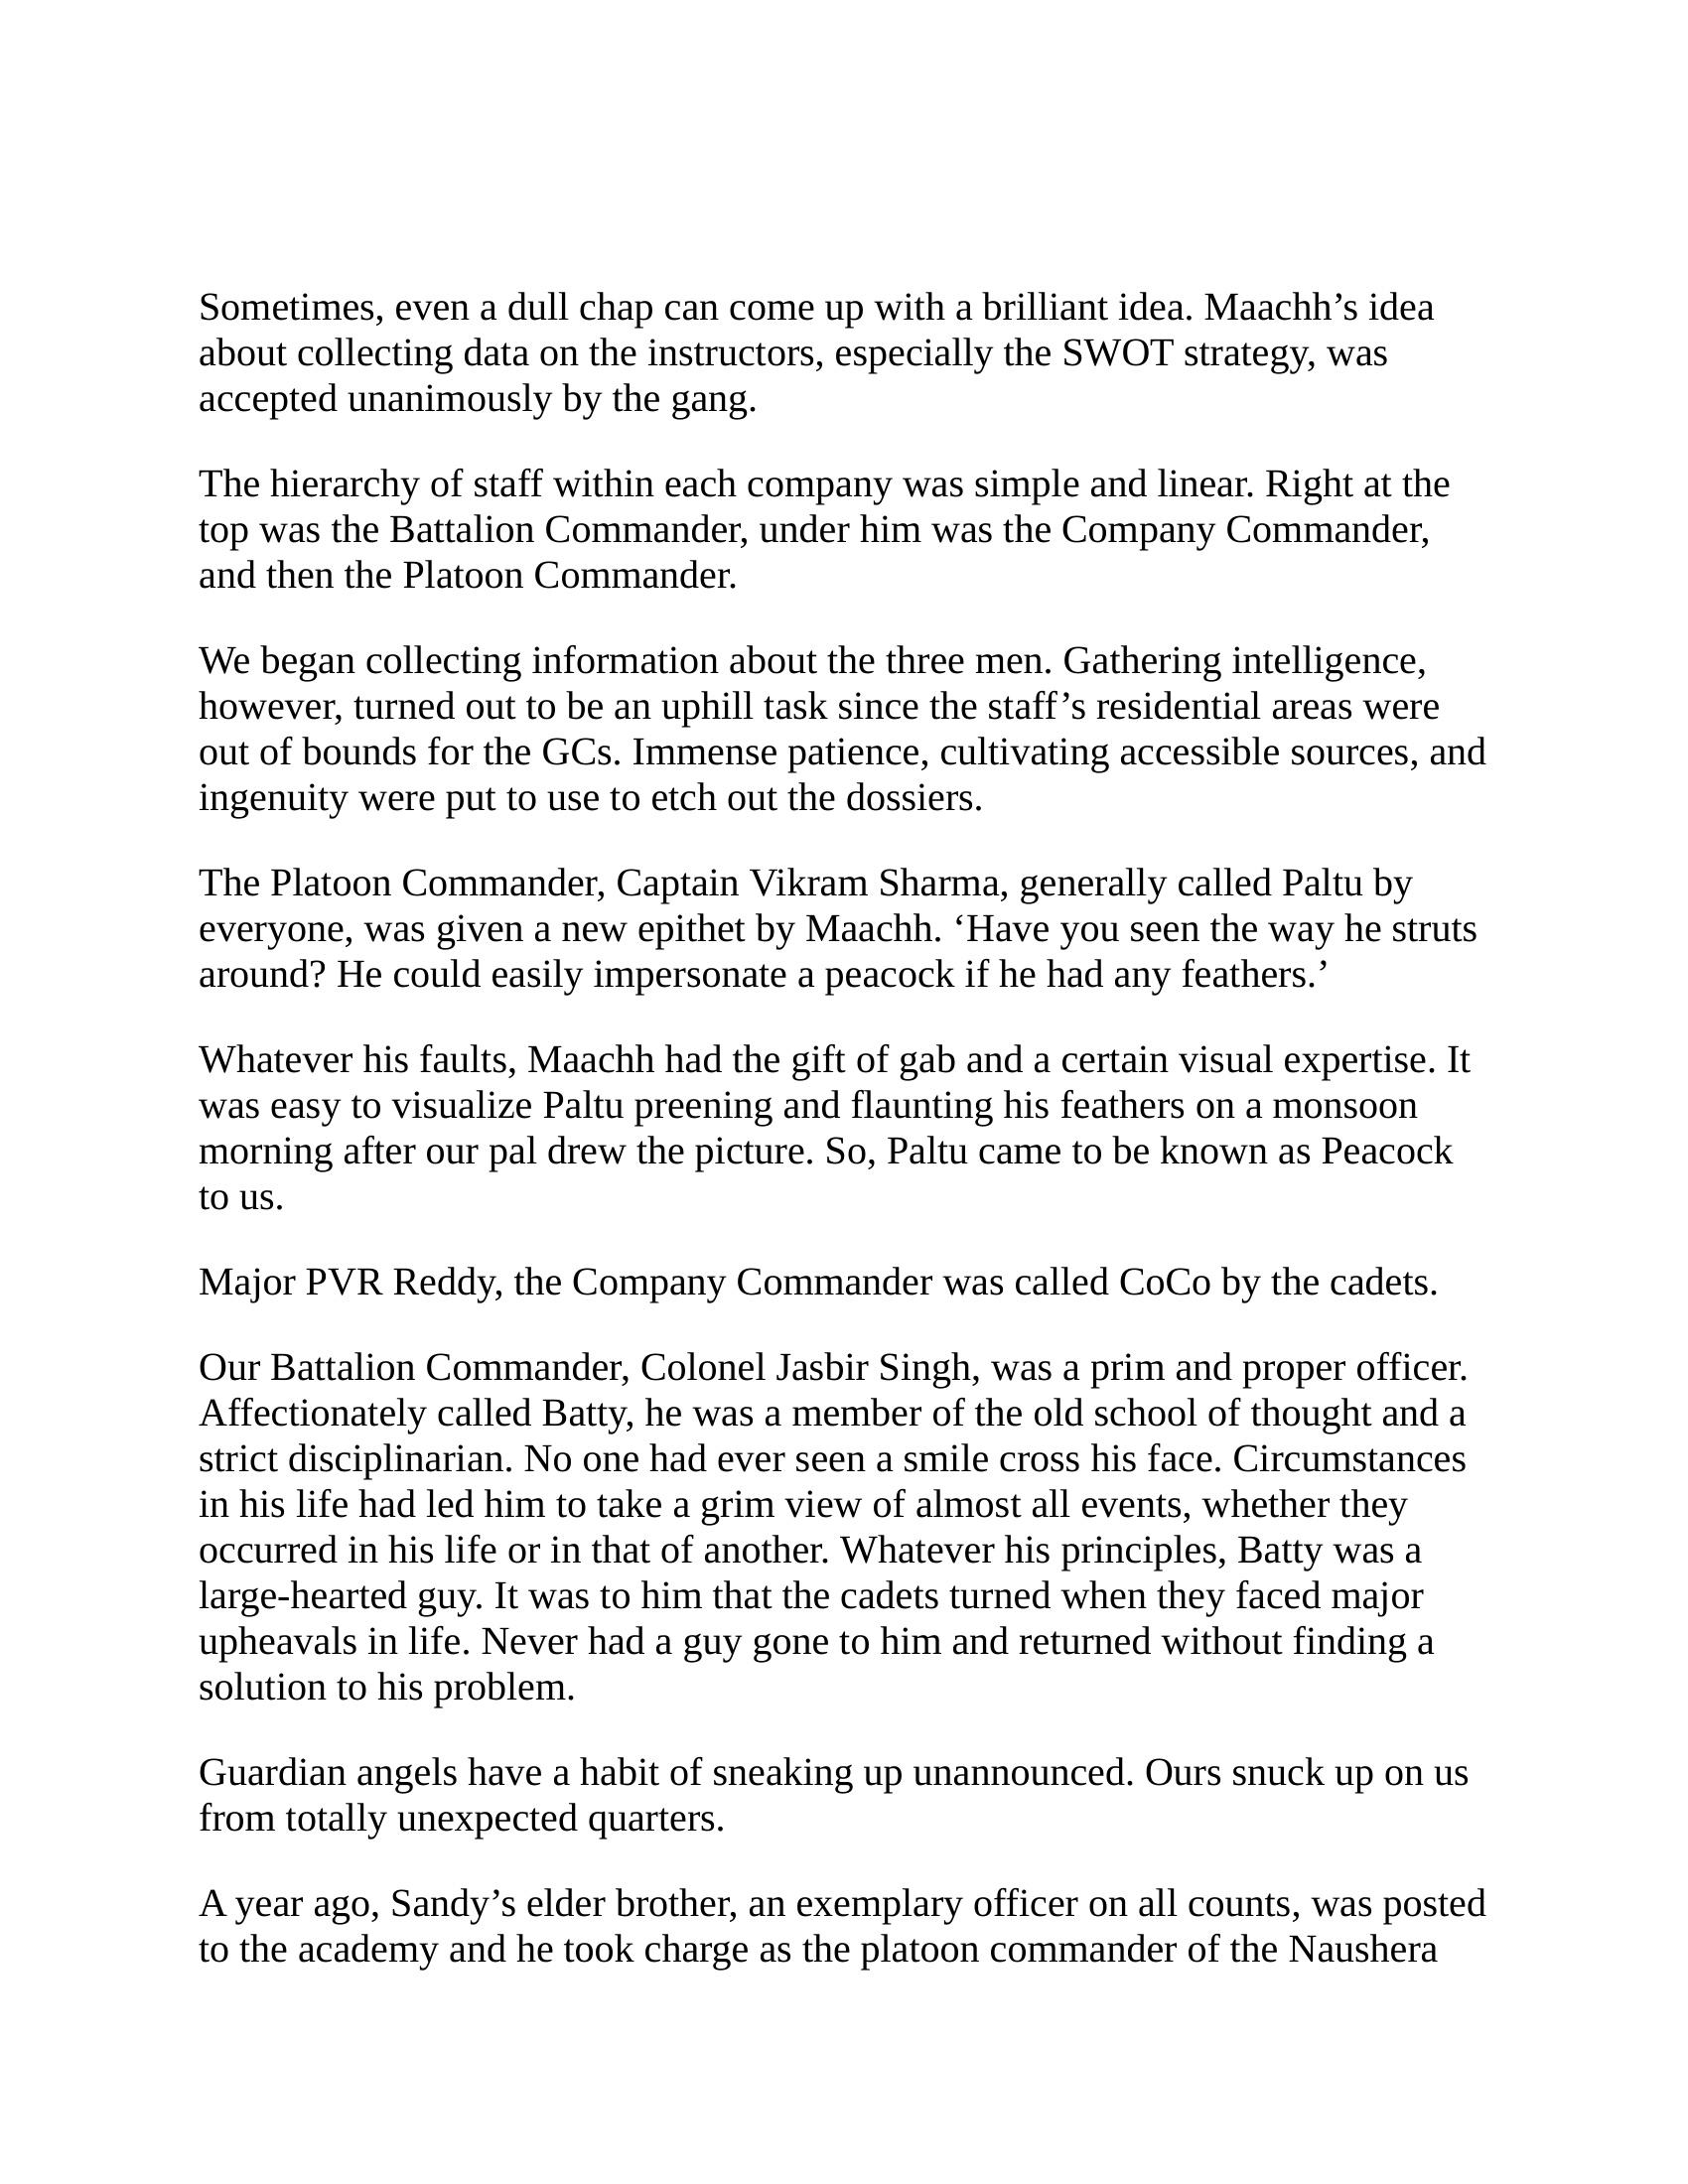 Sometimes, even a dull chap can come up with a brilliant idea. Maachh’s idea
about collecting data on the instructors, especially the SWOT strategy, was
accepted unanimously by the gang.
The hierarchy of staff within each company was simple and linear. Right at the
top was the Battalion Commander, under him was the Company Commander,
and then the Platoon Commander.
We began collecting information about the three men. Gathering intelligence,
however, turned out to be an uphill task since the staff’s residential areas were
out of bounds for the GCs. Immense patience, cultivating accessible sources, and
ingenuity were put to use to etch out the dossiers.
The Platoon Commander, Captain Vikram Sharma, generally called Paltu by
everyone, was given a new epithet by Maachh. ‘Have you seen the way he struts
around? He could easily impersonate a peacock if he had any feathers.’
Whatever his faults, Maachh had the gift of gab and a certain visual expertise. It
was easy to visualize Paltu preening and flaunting his feathers on a monsoon
morning after our pal drew the picture. So, Paltu came to be known as Peacock
to us.
Major PVR Reddy, the Company Commander was called CoCo by the cadets.
Our Battalion Commander, Colonel Jasbir Singh, was a prim and proper officer.
Affectionately called Batty, he was a member of the old school of thought and a
strict disciplinarian. No one had ever seen a smile cross his face. Circumstances
in his life had led him to take a grim view of almost all events, whether they
occurred in his life or in that of another. Whatever his principles, Batty was a
large-hearted guy. It was to him that the cadets turned when they faced major
upheavals in life. Never had a guy gone to him and returned without finding a
solution to his problem.
Guardian angels have a habit of sneaking up unannounced. Ours snuck up on us
from totally unexpected quarters.
A year ago, Sandy’s elder brother, an exemplary officer on all counts, was posted
to the academy and he took charge as the platoon commander of the Naushera